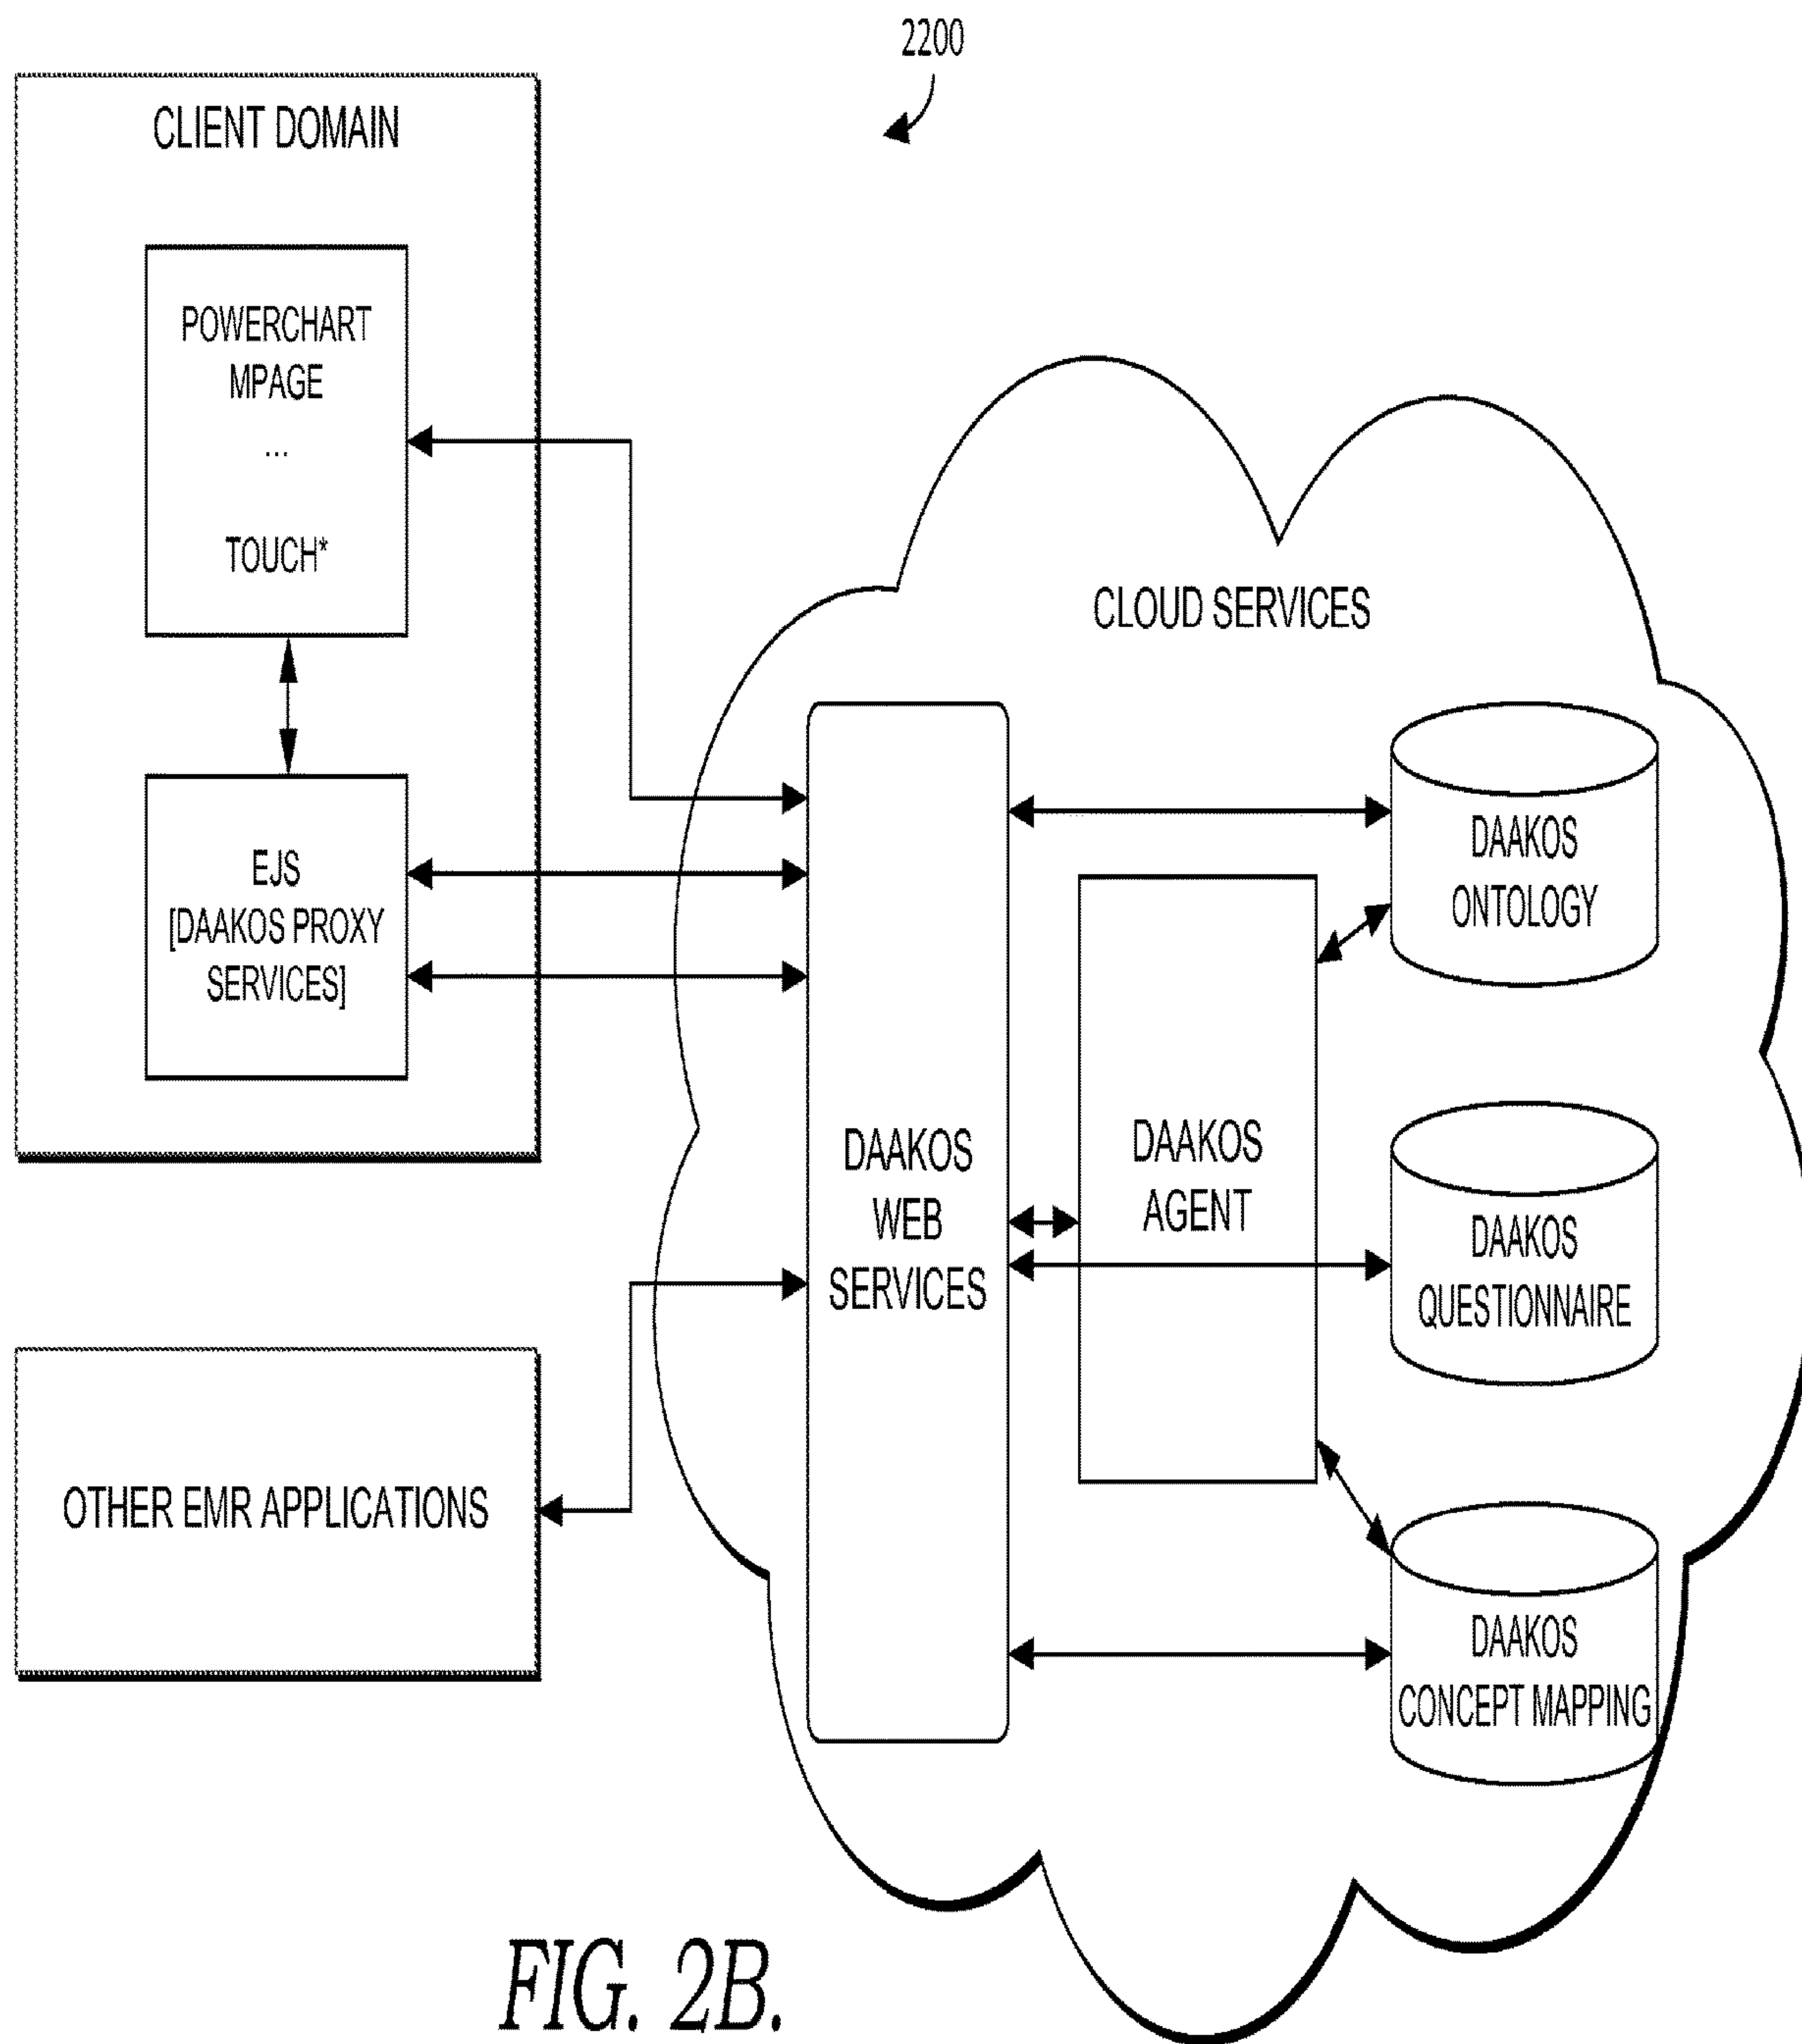 2200
CLIENT DOMAIN
POWERCHART
MPAGE
...
TOUCH*
EJS
[DAAKOS PROXY
SERVICES]
OTHER EMR APPLICATIONS
CLOUD SERVICES
DAAKOS
WEB
SERVICES
DAAKOS
AGENT
DAAKOS
ONTOLOGY
DAAKOS
QUESTIONNAIRE
DAAKOS
CONCEPT MAPPING
FIG. 2B.